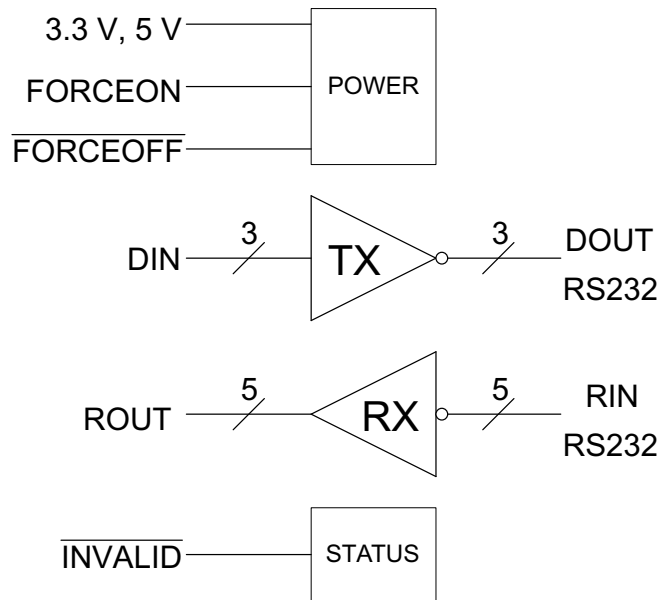 3.3 V, 5 V
POWER
FORCEON
FORCEOFF
DIN
3
TX
3
DOUT
RS232
ROUT
5
RX
5
RIN
RS232
INVALID
STATUS